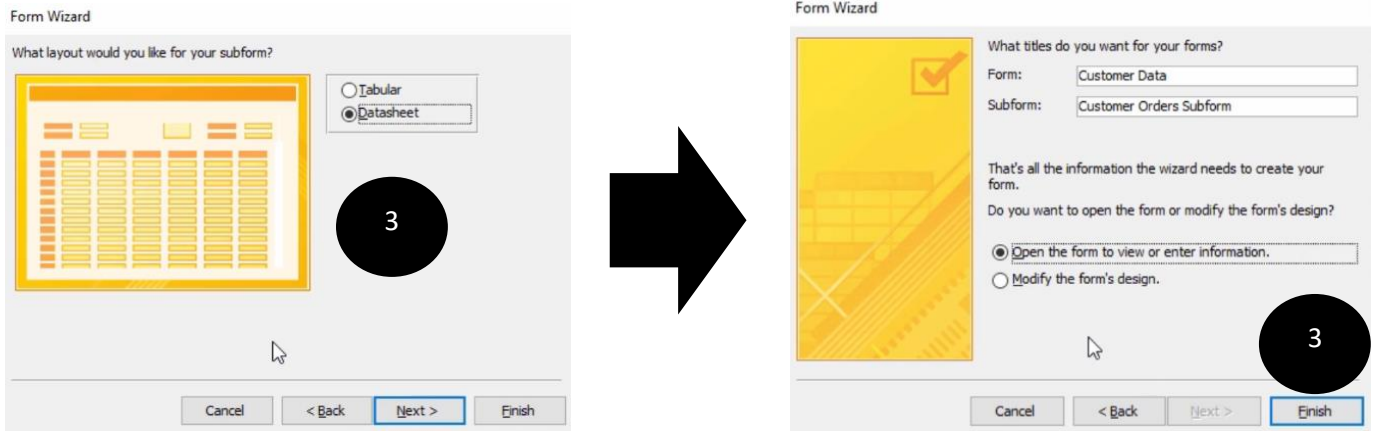 Form Wizard
What layout would you like for your subform?
Tabular
Datasheet
3
Cancel
< Back
Next >
Finish
Form Wizard
What titles do you want for your forms?
Form:
Customer Data
Subform:
Customer Orders Subform
That's all the information the wizard needs to create your
form.
Do you want to open the form or modify the form's design?
Open the form to view or enter information.
Modify the form's design.
3
Cancel
< Back
Next >
Finish